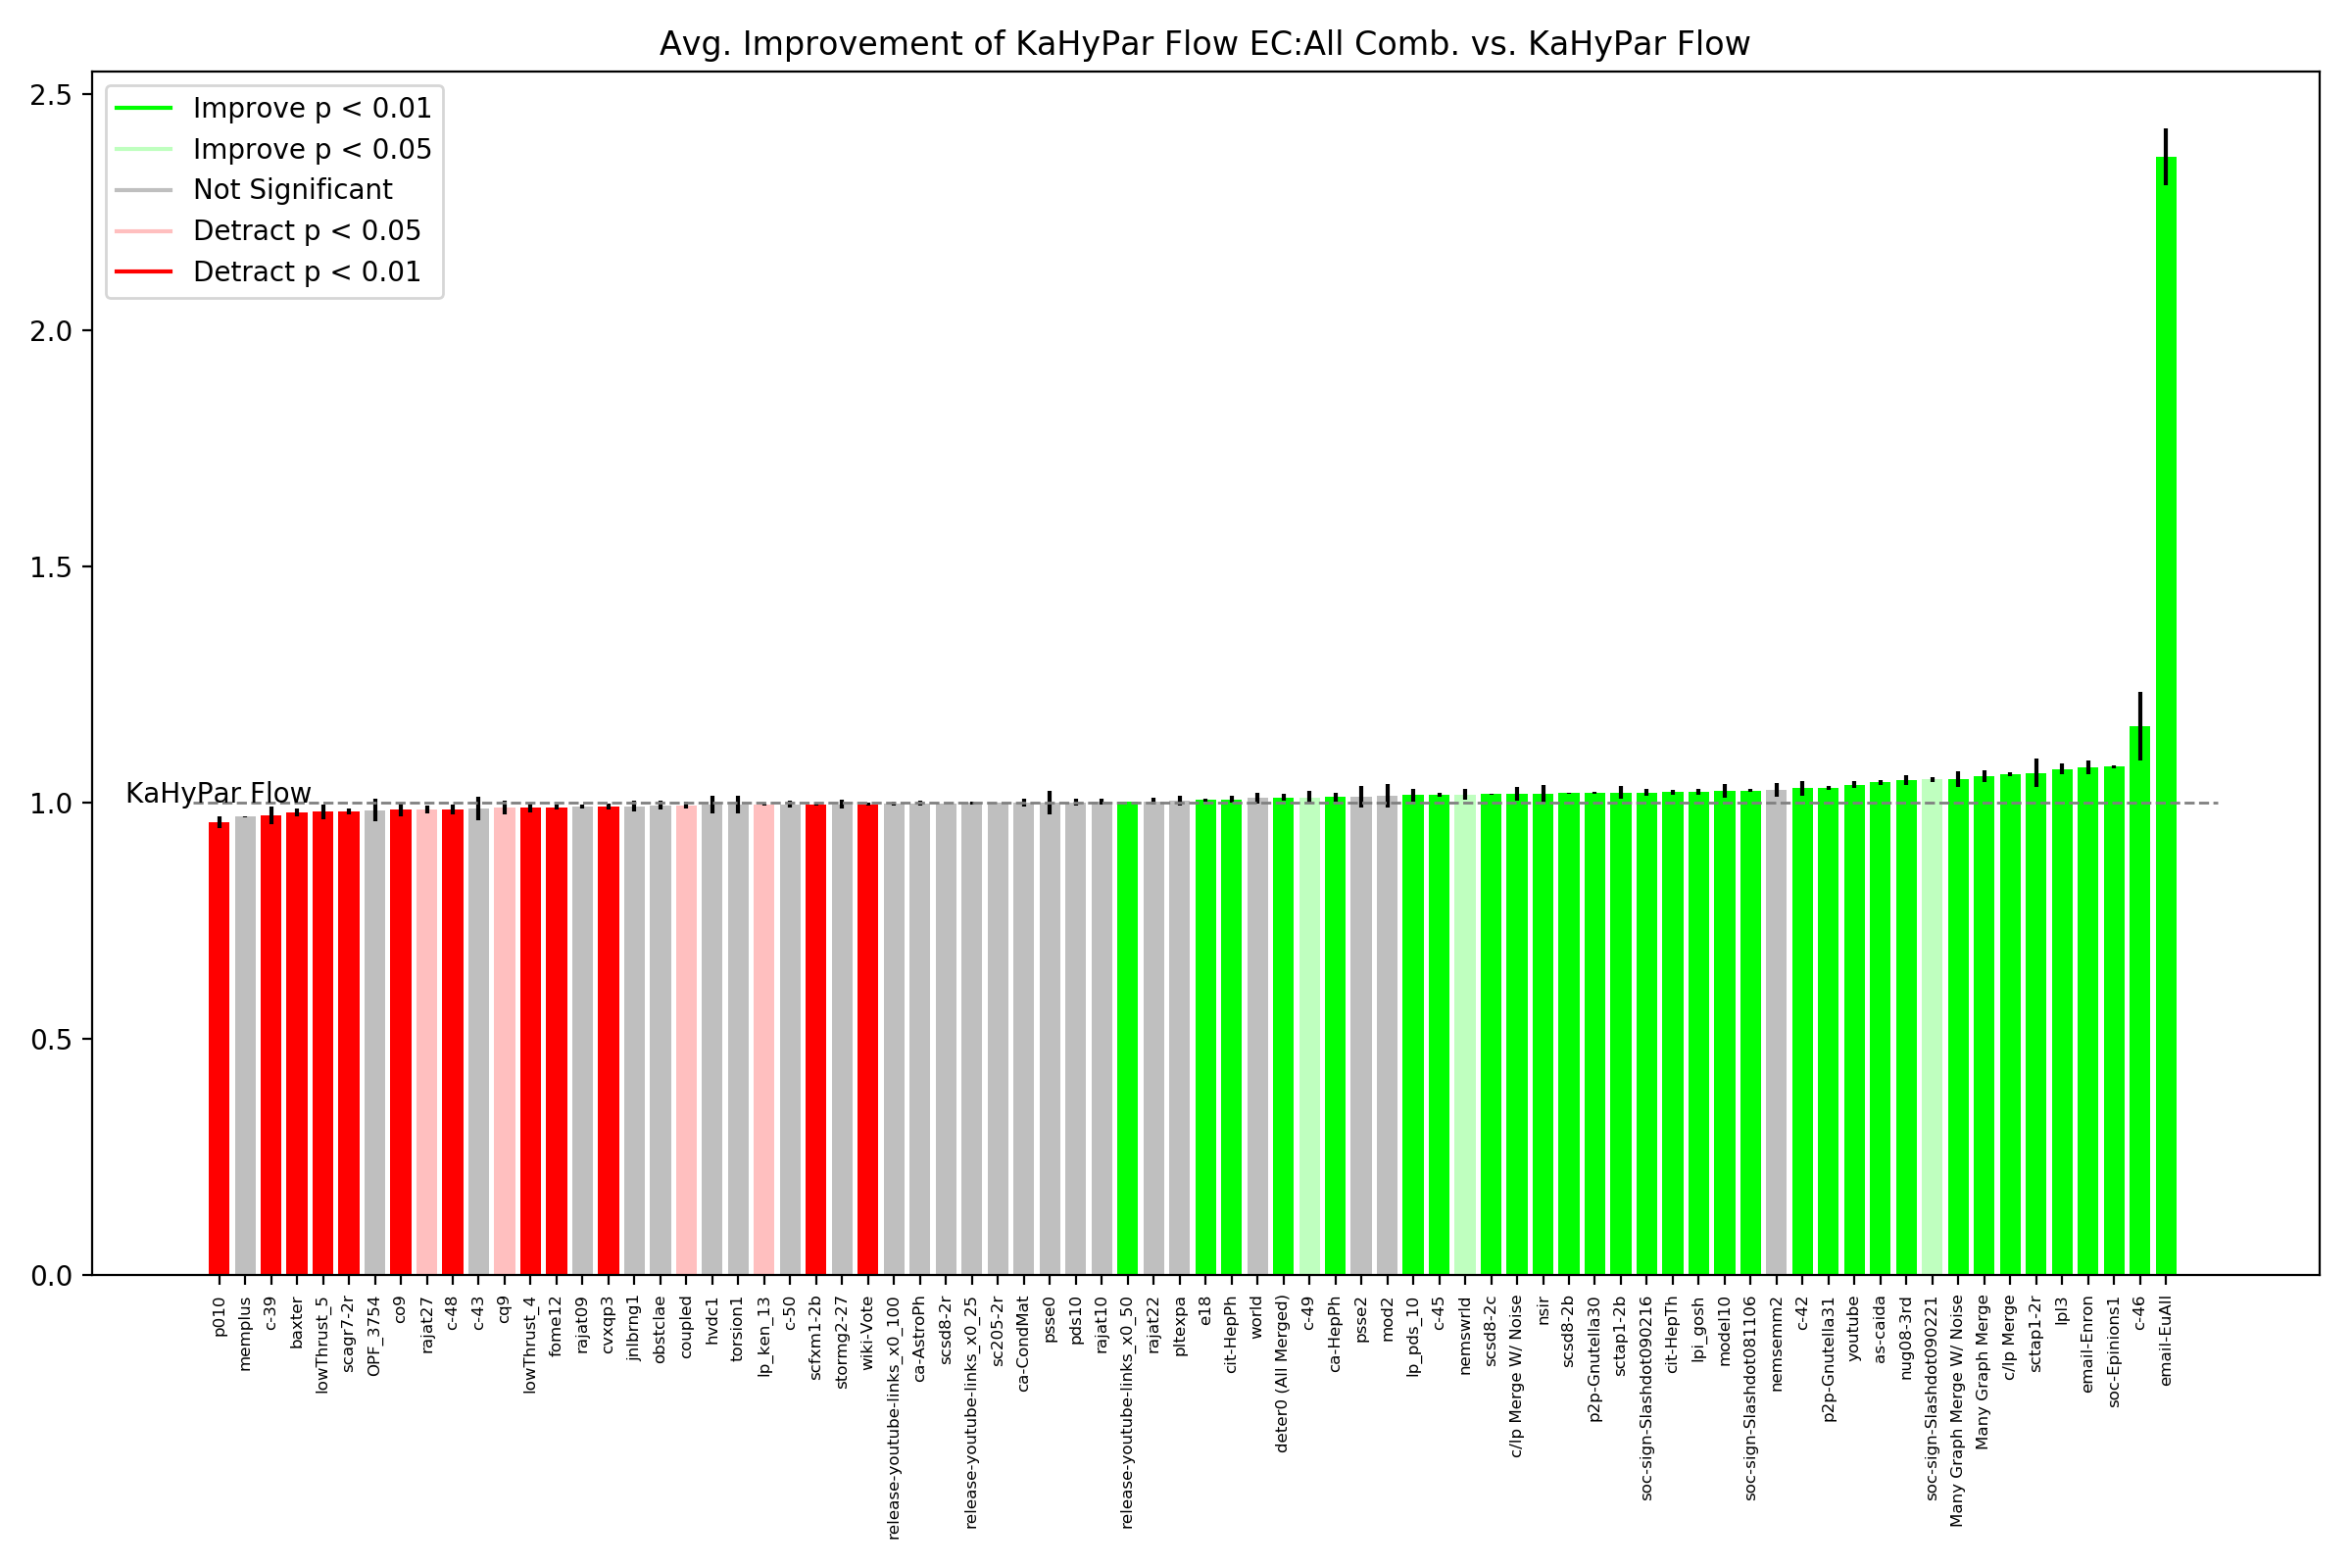 Avg. Improvement of KaHyPar Flow EC:All Comb. vs. KaHyPar Flow
2.5
2.0
1.5
1.0
0.5
0.0
Improve p < 0.01
Improve p < 0.05
Not Significant
Detract p < 0.05
Detract p < 0.01
KaHyPar Flow
p010
memplus
c-39
baxter
lowThrust_5
scagr7-2r
OPF_3754
co9
rajat27
c-48
c-43
cq9
lowThrust_4
fome12
rajat09
cvxqp3
jnlbrng1
obstclae
coupled
hvdc1
torsion1
lp_ken_13
c-50
scfxm1-2b
stormg2-27
wiki-Vote
release-youtube-links_x0_100
ca-AstroPh
scsd8-2r
release-youtube-links_x0_25
sc205-2r
ca-CondMat
psse0
pds10
rajat10
release-youtube-links_x0_50
rajat22
pltexpa
e18
cit-HepPh
world
deter0 (All Merged)
c-49
ca-HepPh
psse2
mod2
lp_pds_10
c-45
nemswrld
scsd8-2c
c/lp Merge W/ Noise
nsir
scsd8-2b
p2p-Gnutella30
sctap1-2b
soc-sign-Slashdot090216
cit-HepTh
lpi_gosh
model10
soc-sign-Slashdot081106
nemsemm2
c-42
p2p-Gnutella31
youtube
as-caida
nug08-3rd
soc-sign-Slashdot090221
Many Graph Merge W/ Noise
Many Graph Merge
c/lp Merge
sctap1-2r
lpl3
email-Enron
soc-Epinions1
c-46
email-EuAll